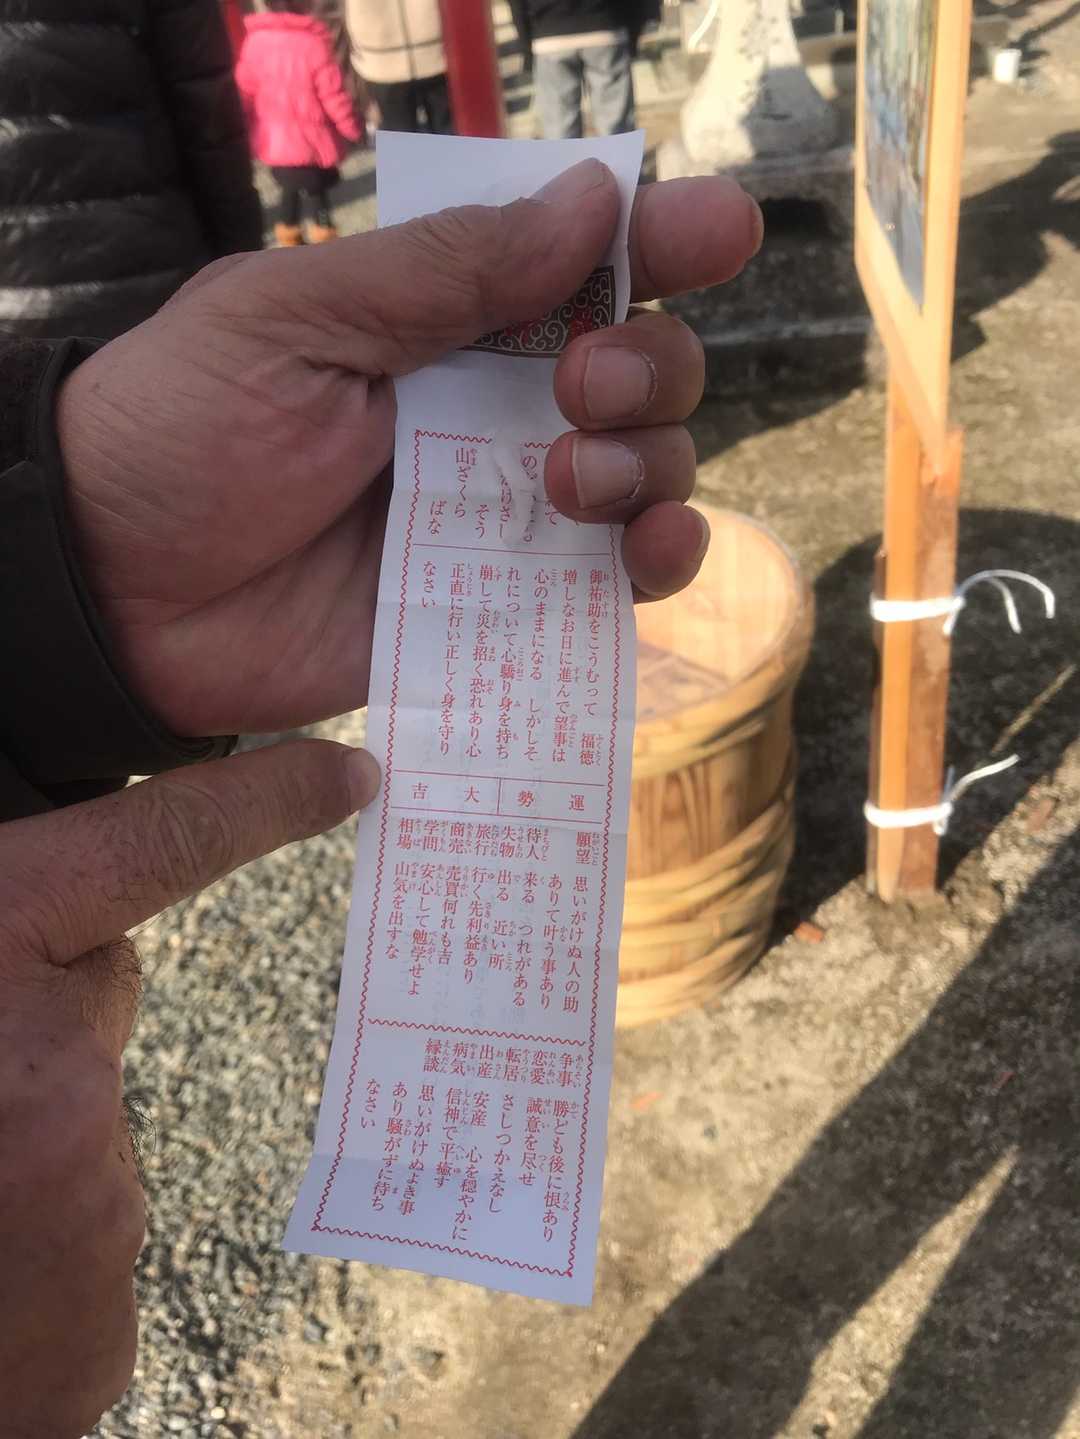 そう
山ざくら
ばな
御祐助をこうむって 福徳
増しなお日に進んで望事は
心のままになる しかしそ
れについて心驕り身を持ち
崩して災を招く恐れあり心
正直に行い正しく身を守り
なさい
運勢 大吉
願望 思いがけぬ人の助
ありて叶う事あり
待人 来る つれがある
失物 出る 近い所
旅行 行く先利益あり
商売 売買何れも吉
学問 安心して勉学せよ
相場 山気を出すな
争事 勝ども後に恨あり
恋愛 誠意を尽せ
転居 さしつかえなし
出産 安産 心を穏やかに
病気 信神で平癒す
縁談 思いがけぬよき事
あり騒がずに待ち
なさい